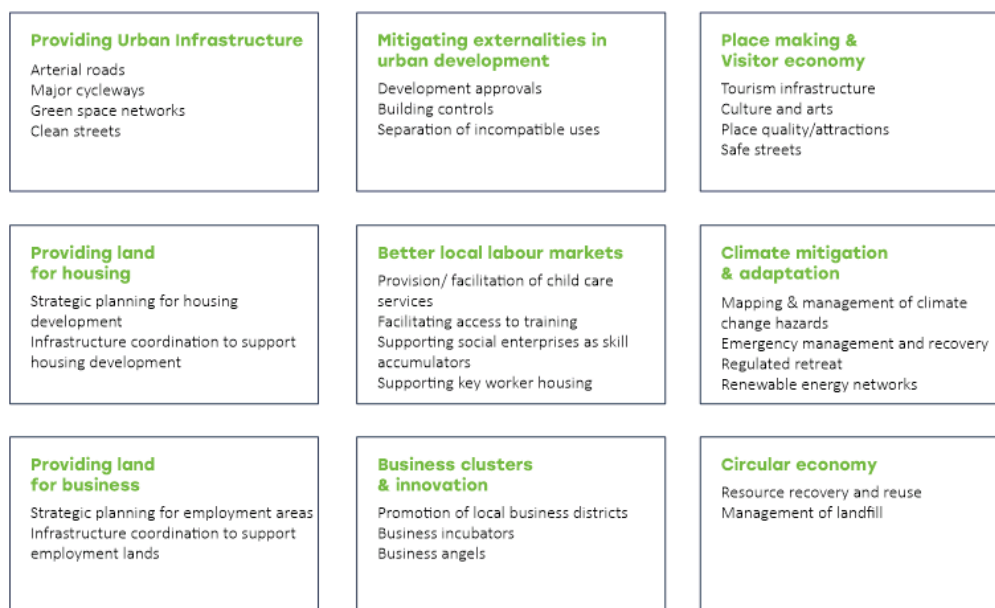 Providing Urban Infrastructure
Arterial roads
Major cycleways
Green space networks
Clean streets
Mitigating externalities in
urban development
Development approvals
Building controls
Separation of incompatible uses
Place making &
Visitor economy
Tourism infrastructure
Culture and arts
Place quality/attractions
Safe streets
Providing land
for housing
Strategic planning for housing
development
Infrastructure coordination to support
housing development
Better local labour markets
Provision/ facilitation of child care
services
Facilitating access to training
Supporting social enterprises as skill
accumulators
Supporting key worker housing
Climate mitigation
& adaptation
Mapping & management of climate
change hazards
Emergency management and recovery
Regulated retreat
Renewable energy networks
Providing land
for business
Strategic planning for employment areas
Infrastructure coordination to support
employment lands
Business clusters
& innovation
Promotion of local business districts
Business incubators
Business angels
Circular economy
Resource recovery and reuse
Management of landfill